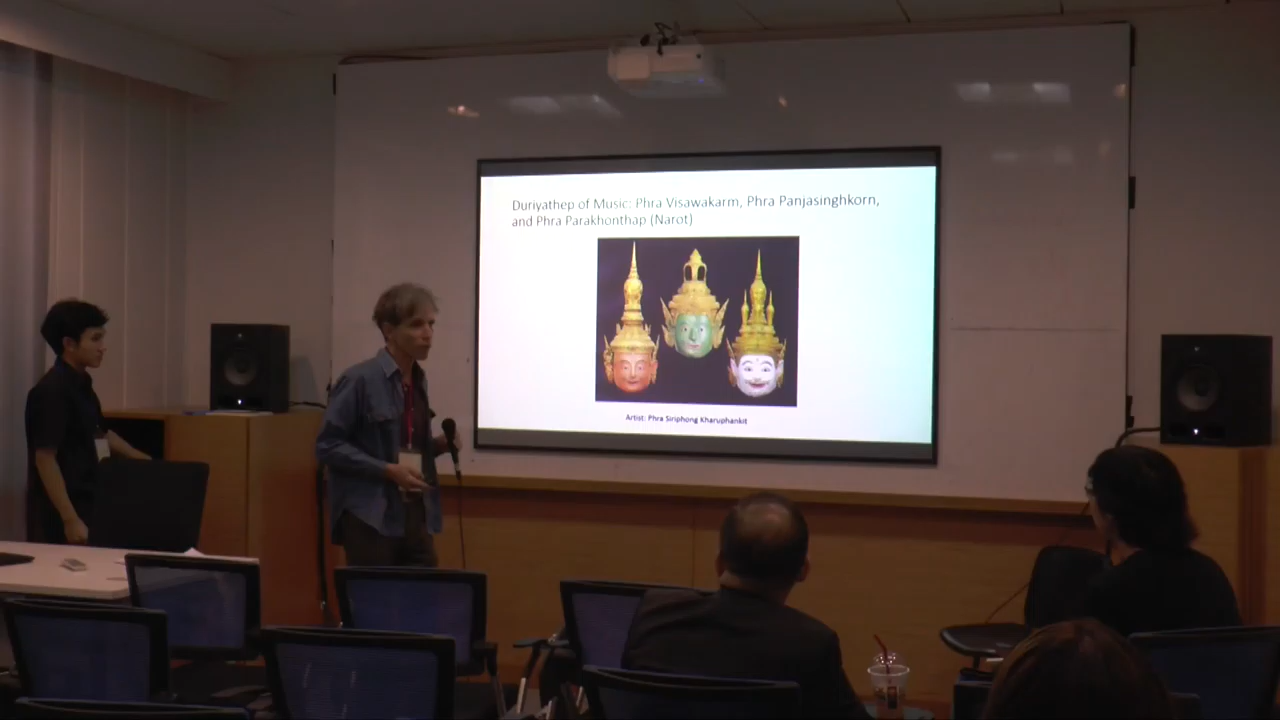 Duriyathep of Music: Phra Visawakarm, Phra Panjasinghkorn,
and Phra Parakhonthap (Narot)
Artist: Phra Siriphong Kharuphankit